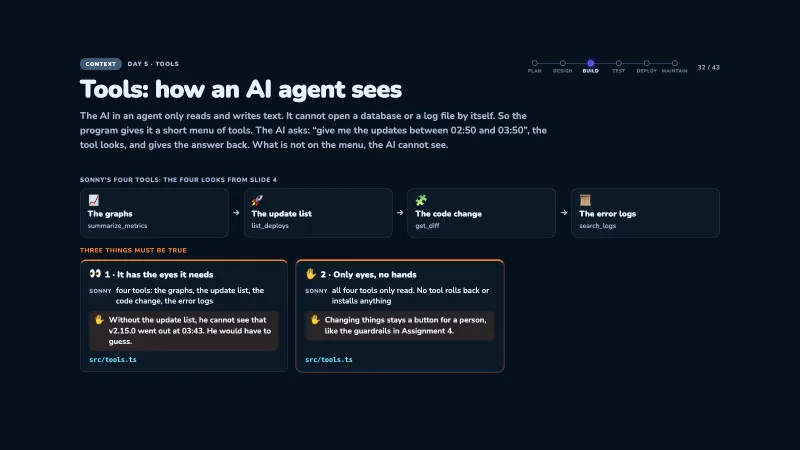 CONTEXT DAY 5 · TOOLS
PLAN DESIGN BUILD TEST DEPLOY MAINTAIN 32 / 43
Tools: how an AI agent sees
The AI in an agent only reads and writes text. It cannot open a database or a log file by itself. So the
program gives it a short menu of tools. The AI asks: “give me the updates between 02:50 and 03:50”, the
tool looks, and gives the answer back. What is not on the menu, the AI cannot see.
SONNY'S FOUR TOOLS: THE FOUR LOOKS FROM SLIDE 4
The graphs
summarize_metrics
The update list
list_deploys
The code change
get_diff
The error logs
search_logs
THREE THINGS MUST BE TRUE
1 · It has the eyes it needs
SONNY four tools: the graphs, the update list, the
code change, the error logs
Without the update list, he cannot see that
v2.15.0 went out at 03:43. He would have to
guess.
src/tools.ts
2 · Only eyes, no hands
SONNY all four tools only read. No tool rolls back or
installs anything
Changing things stays a button for a person,
like the guardrails in Assignment 4.
src/tools.ts